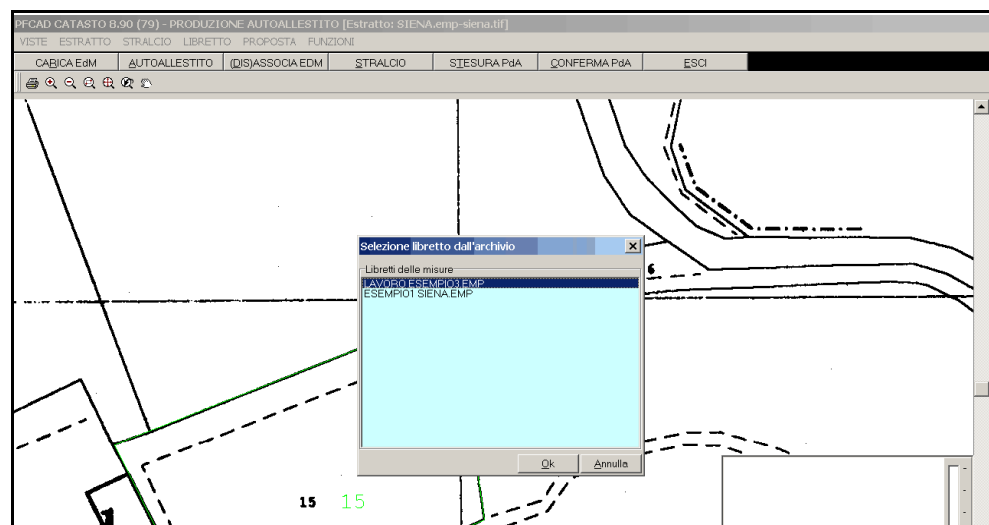 PFCAD CATASTO 8.90 (79) - PRODUZIONE AUTOALLESTITO [Estratto: SIENA.emp-siena.tif]
VISTE ESTRATTO STRALCIO LIBRETTO PROPOSTA FUNZIONI
CARICA EdM AUTOALLESTITO (DIS)ASSOCIA EDM STRALCIO STESURA PdA CONFERMA PdA ESCI
Selezione libretto dall'archivio
Libretti delle misure
LAVORO ESEMPIO3.EMP
ESEMPIO1 SIENA.EMP
6
Ok Annulla
15 15